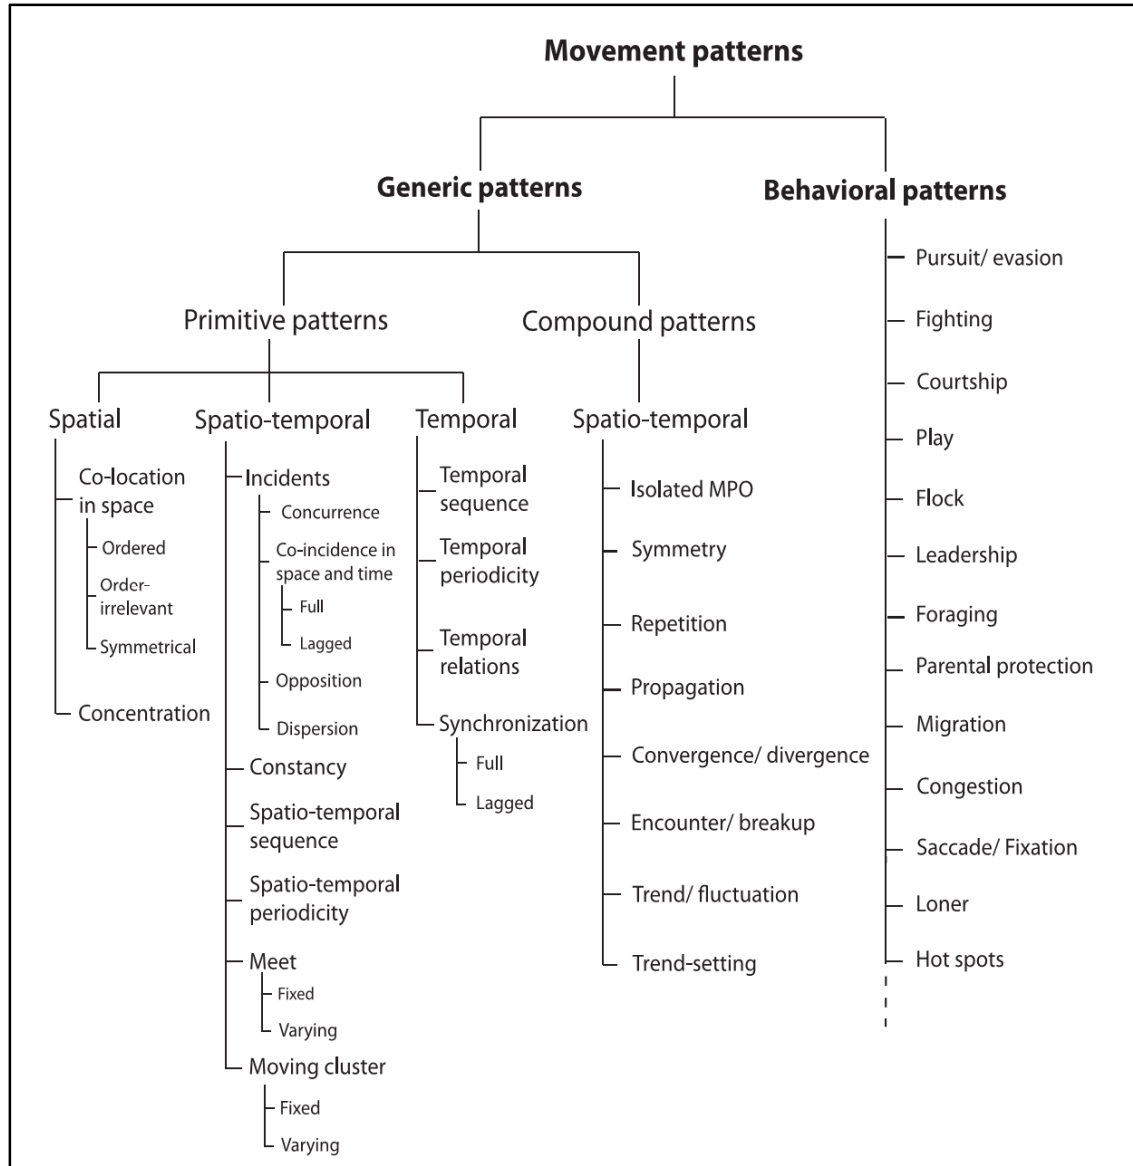 Movement patterns
Generic patterns
Behavioral patterns
Primitive patterns
Compound patterns
Spatial
Co-location
in space
Ordered
Order-
irrelevant
Symmetrical
Concentration
Spatio-temporal
Incidents
Concurrence
Co-incidence in
space and time
Full
Lagged
Opposition
Dispersion
Constancy
Spatio-temporal
sequence
Spatio-temporal
periodicity
Meet
Fixed
Varying
Moving cluster
Fixed
Varying
Temporal
Temporal
sequence
Temporal
periodicity
Temporal
relations
Synchronization
Full
Lagged
Spatio-temporal
Isolated MPO
Symmetry
Repetition
Propagation
Convergence/ divergence
Encounter/ breakup
Trend/ fluctuation
Trend-setting
Pursuit/ evasion
Fighting
Courtship
Play
Flock
Leadership
Foraging
Parental protection
Migration
Congestion
Saccade/ Fixation
Loner
Hot spots